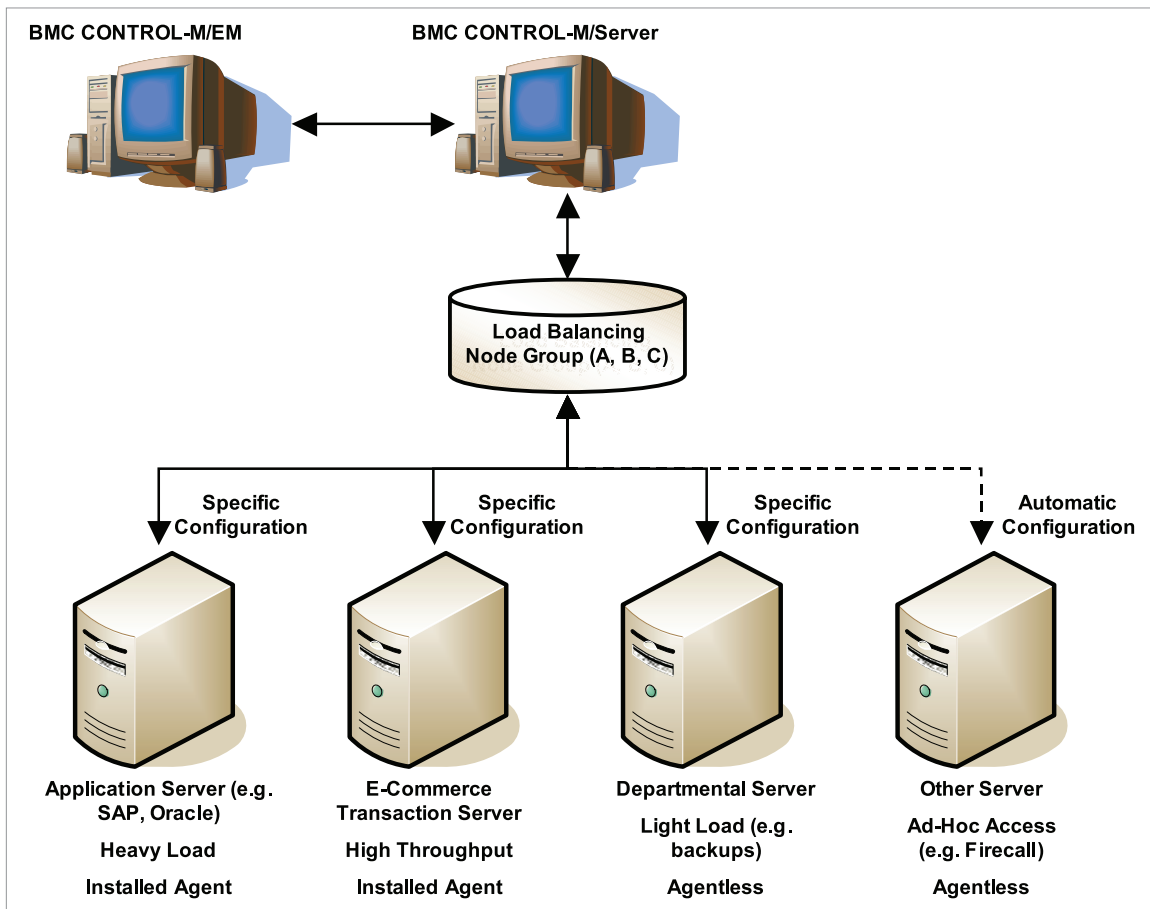 BMC CONTROL-M/EM
BMC CONTROL-M/Server
Load Balancing
Node Group (A, B, C)
Specific
Configuration
Specific
Configuration
Specific
Configuration
Automatic
Configuration
Application Server (e.g.
SAP, Oracle)
Heavy Load
Installed Agent
E-Commerce
Transaction Server
High Throughput
Installed Agent
Departmental Server
Light Load (e.g.
backups)
Agentless
Other Server
Ad-Hoc Access
(e.g. Firecall)
Agentless